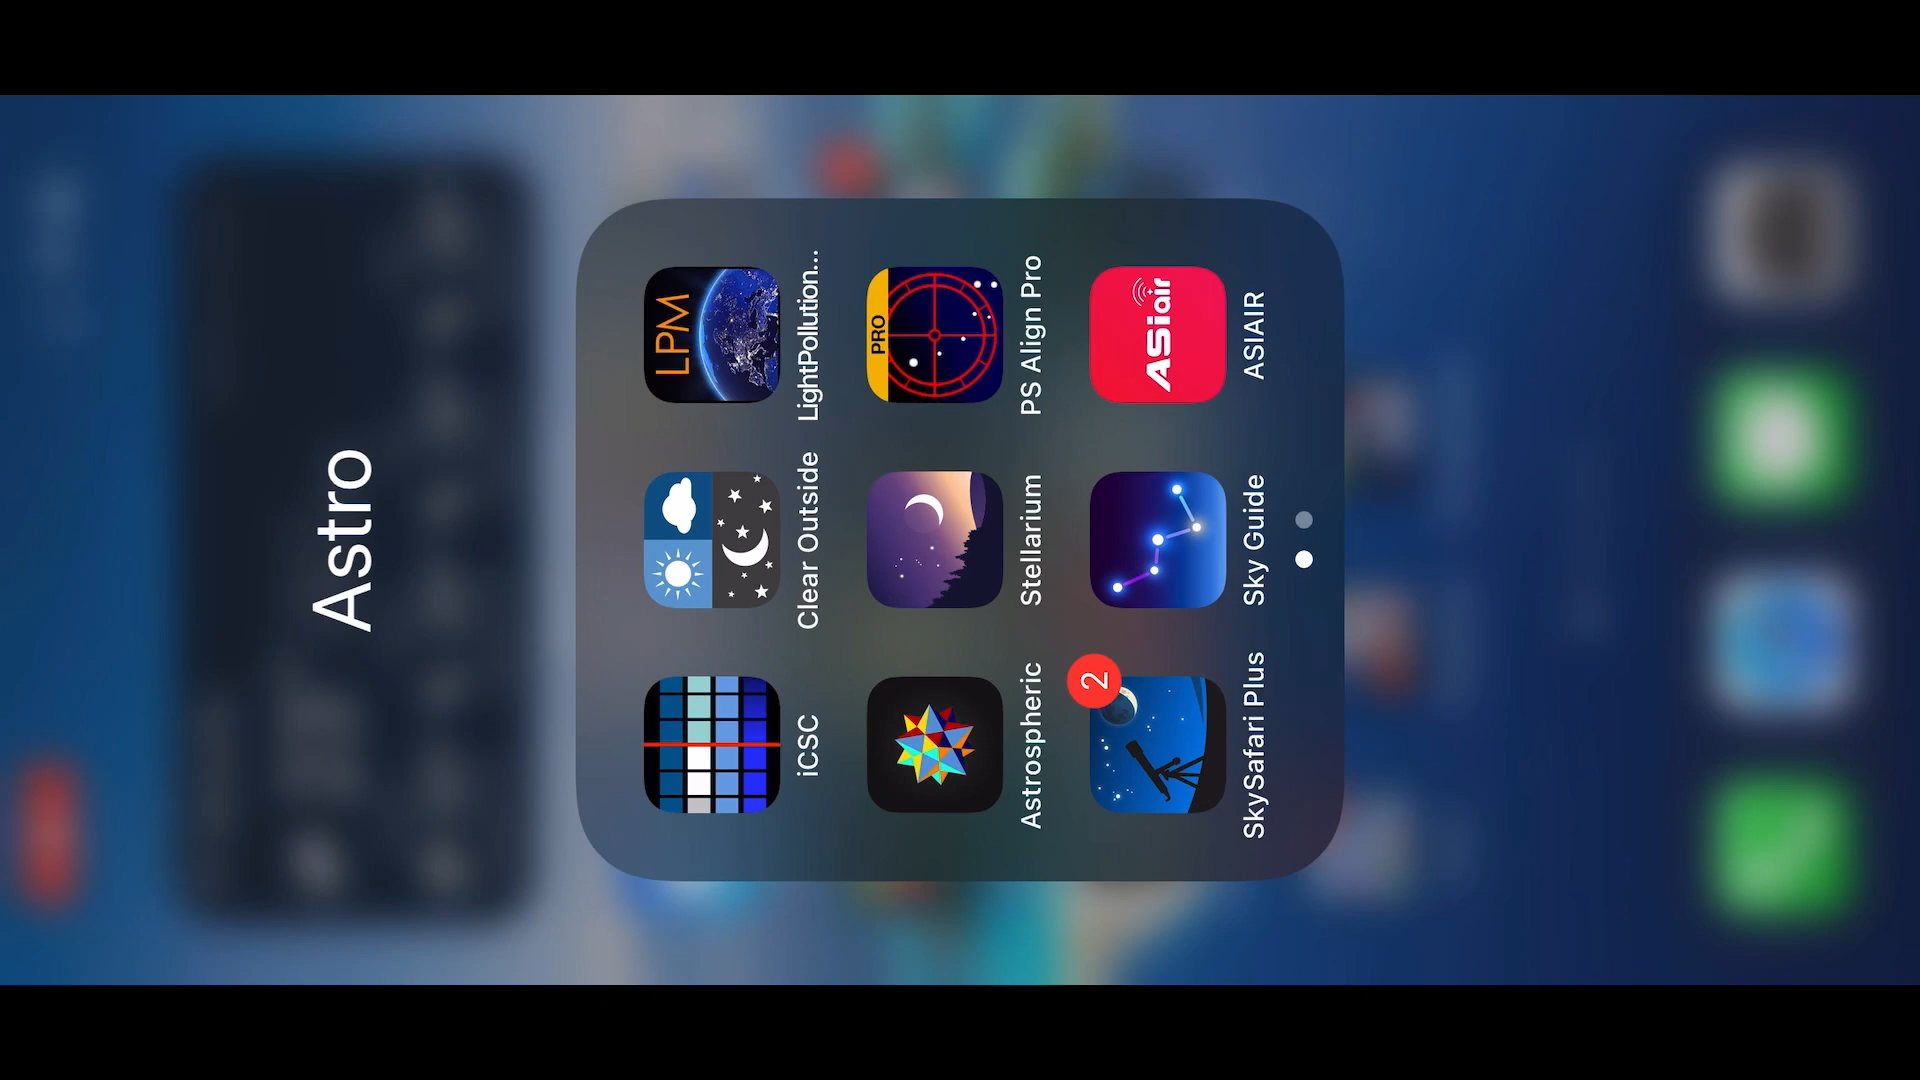 Astro
iCSC
Clear Outside
LPM
LightPollution...
Astrospheric
Stellarium
PRO
PS Align Pro
2
SkySafari Plus
Sky Guide
ASiair
ASIAIR